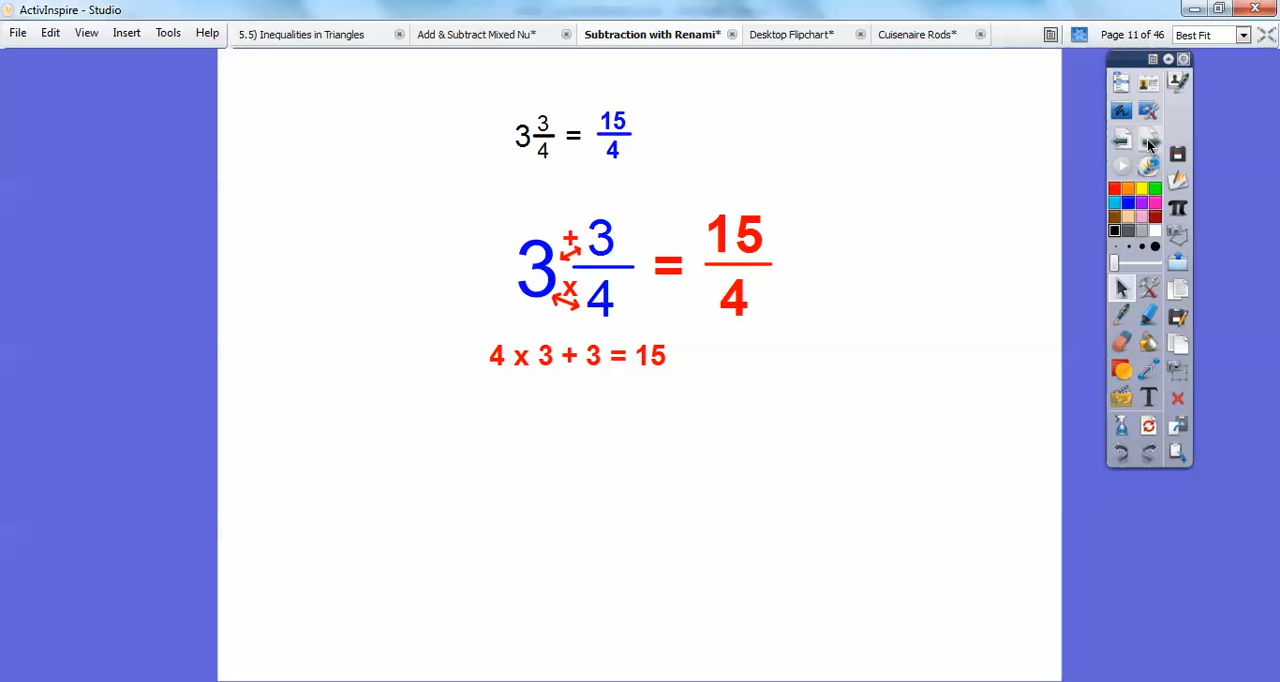 ActivInspire - Studio
File Edit View Insert Tools Help 5.5) Inequalities in Triangles Add & Subtract Mixed Nu* Subtraction with Renami* Desktop Flipchart* Cuisenaire Rods* Page 11 of 46 Best Fit
3 3/4 = 15/4
3 + 3/4 x = 15/4
4 x 3 + 3 = 15